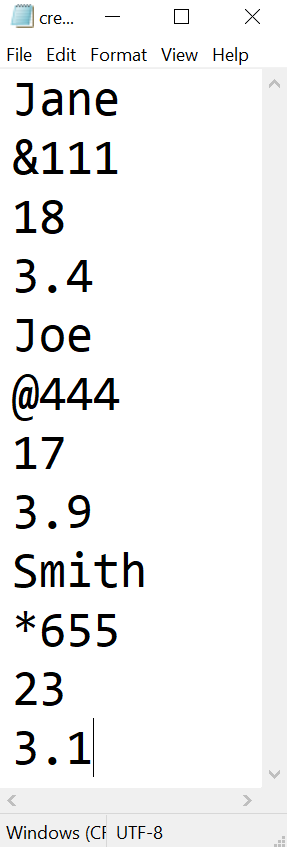 cre...
File Edit Format View Help
Jane
&111
18
3.4
Joe
@444
17
3.9
Smith
*655
23
3.1
Windows (CR UTF-8